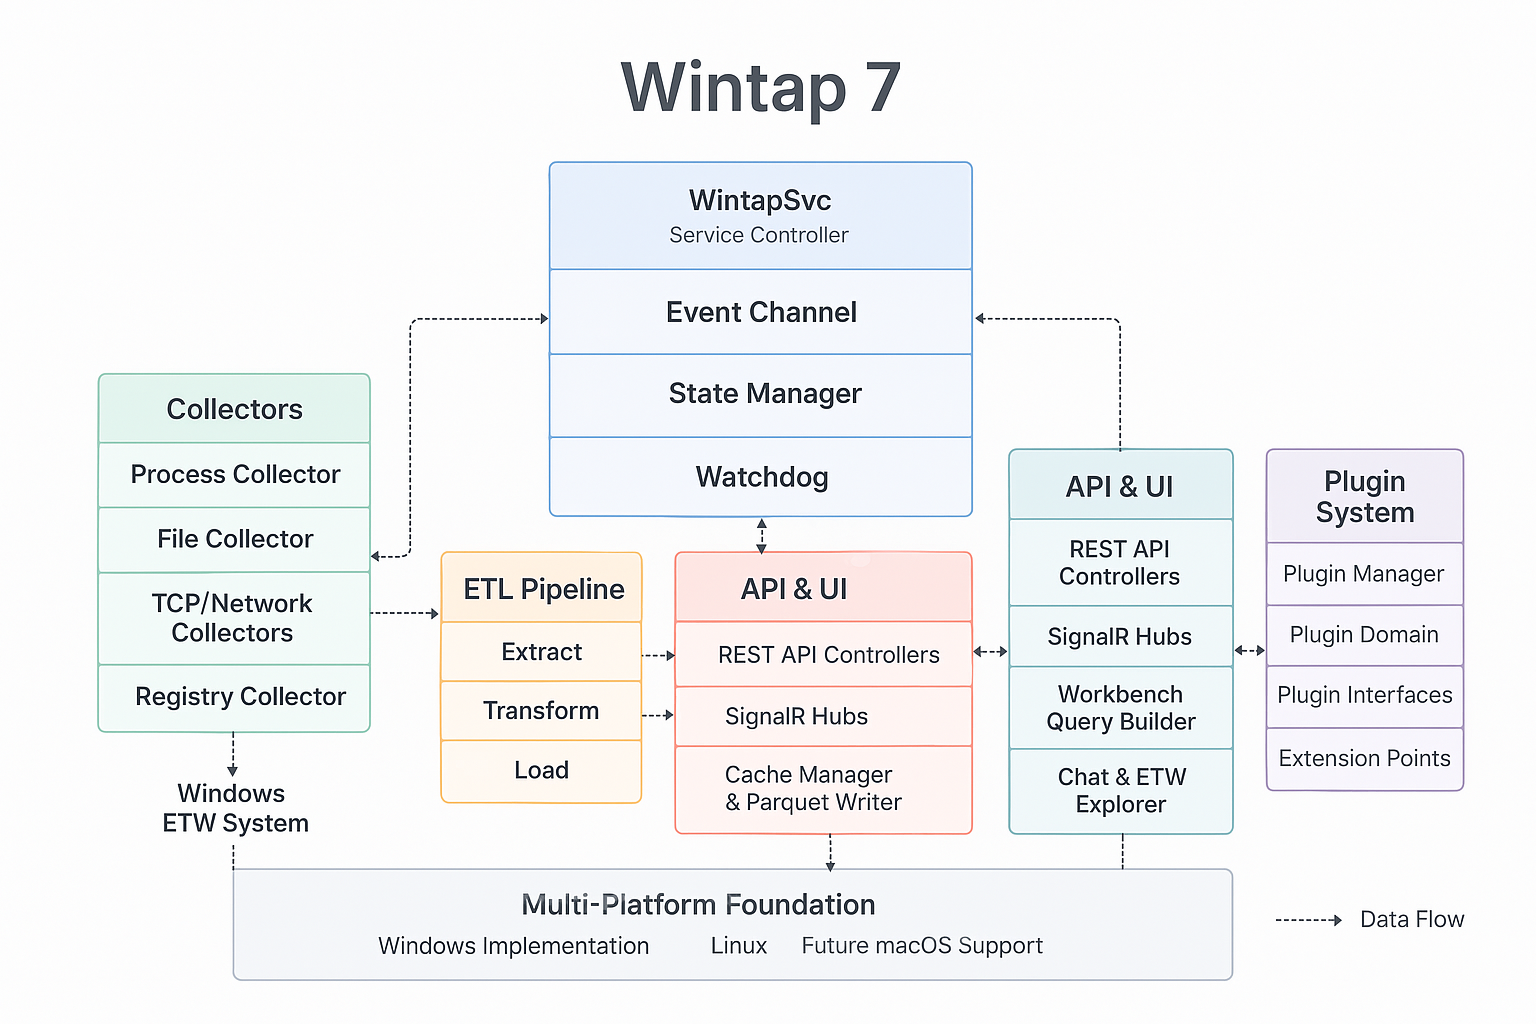 Wintap 7
WintapSvc
Service Controller
Event Channel
State Manager
Watchdog
Collectors
Process Collector
File Collector
TCP/Network
Collectors
Registry Collector
Windows
ETW System
ETL Pipeline
Extract
Transform
Load
API & UI
REST API Controllers
SignalR Hubs
Cache Manager
& Parquet Writer
API & UI
REST API
Controllers
SignalR Hubs
Workbench
Query Builder
Chat & ETW
Explorer
Plugin
System
Plugin Manager
Plugin Domain
Plugin Interfaces
Extension Points
Multi-Platform Foundation
Windows Implementation Linux Future macOS Support
Data Flow